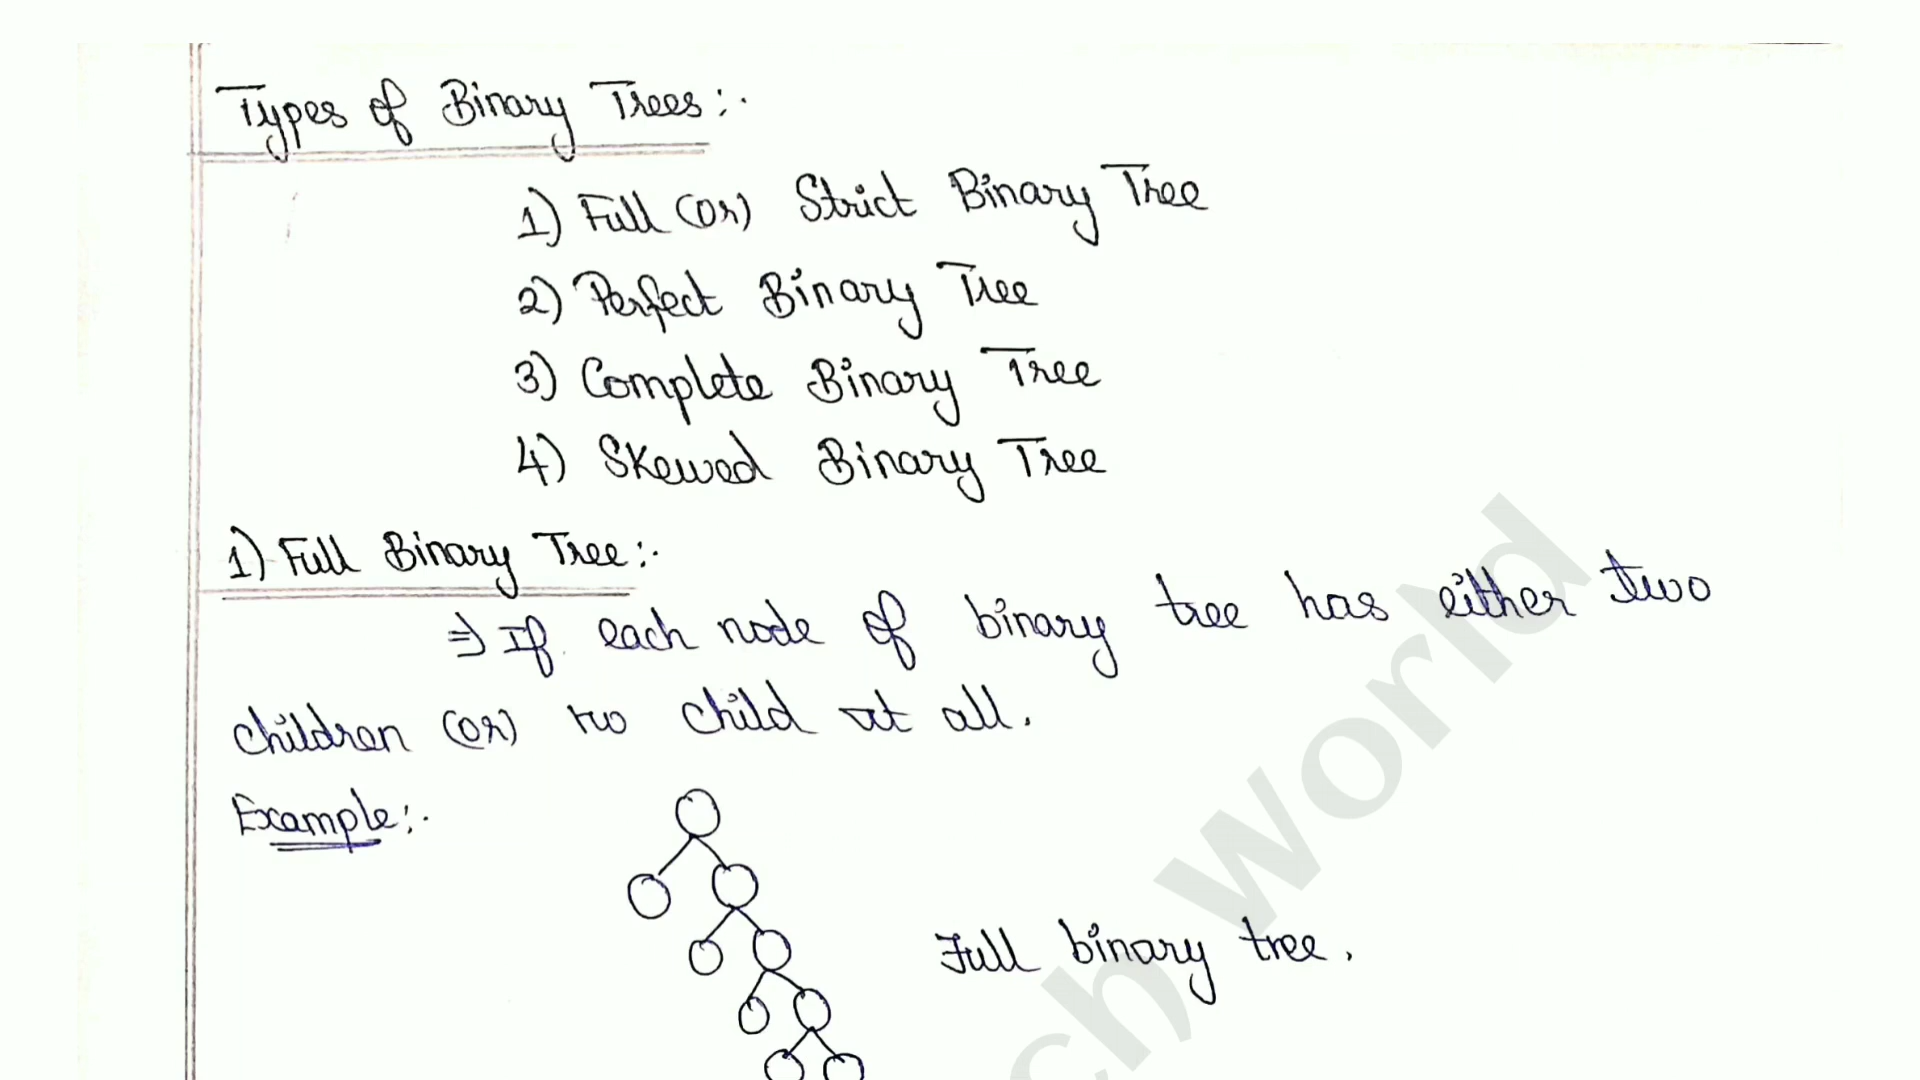 Types of Binary Trees:-
1) Full (or) Strict Binary Tree
2) Perfect Binary Tree
3) Complete Binary Tree
4) Skewed Binary Tree
1) Full Binary Tree:-
⇒ If each node of binary tree has either two
children (or) no child at all.
Example:-
Full binary tree.
ch World